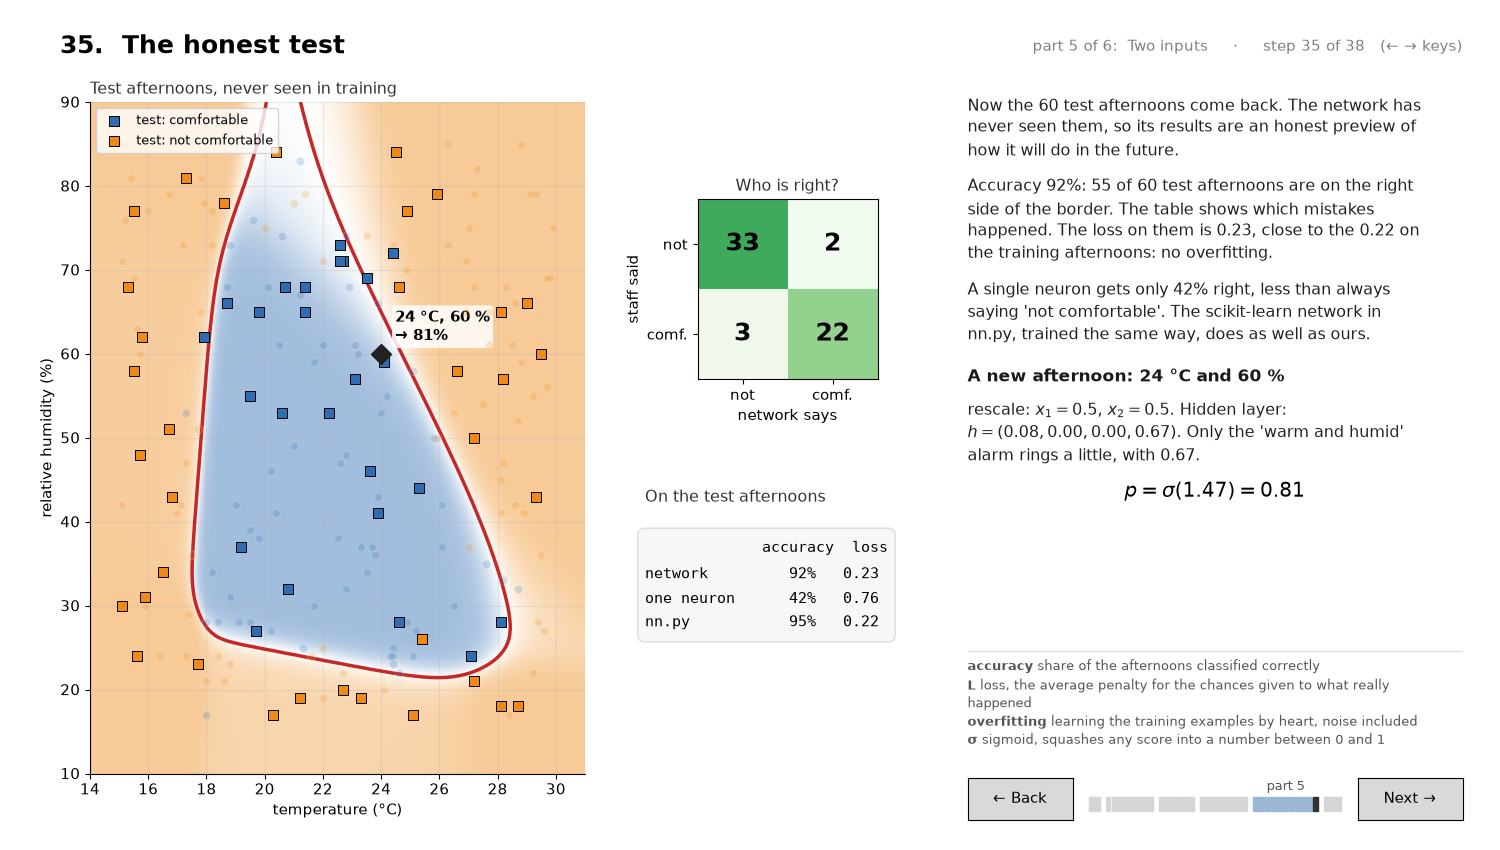 35. The honest test
part 5 of 6: Two inputs · step 35 of 38 (← → keys)
Test afternoons, never seen in training
test: comfortable
test: not comfortable
90
80
70
60
50
40
30
20
10
14 16 18 20 22 24 26 28 30
temperature (°C)
relative humidity (%)
24 °C, 60 %
→ 81%
Who is right?
staff said
not
comf.
33 2
3 22
not comf.
network says
On the test afternoons
accuracy loss
network 92% 0.23
one neuron 42% 0.76
nn.py 95% 0.22
Now the 60 test afternoons come back. The network has
never seen them, so its results are an honest preview of
how it will do in the future.
Accuracy 92%: 55 of 60 test afternoons are on the right
side of the border. The table shows which mistakes
happened. The loss on them is 0.23, close to the 0.22 on
the training afternoons: no overfitting.
A single neuron gets only 42% right, less than always
saying 'not comfortable'. The scikit-learn network in
nn.py, trained the same way, does as well as ours.
A new afternoon: 24 °C and 60 %
rescale: x₁ = 0.5, x₂ = 0.5. Hidden layer:
h = (0.08, 0.00, 0.00, 0.67). Only the 'warm and humid'
alarm rings a little, with 0.67.
p = σ(1.47) = 0.81
accuracy share of the afternoons classified correctly
L loss, the average penalty for the chances given to what really
happened
overfitting learning the training examples by heart, noise included
σ sigmoid, squashes any score into a number between 0 and 1
← Back
part 5
Next →